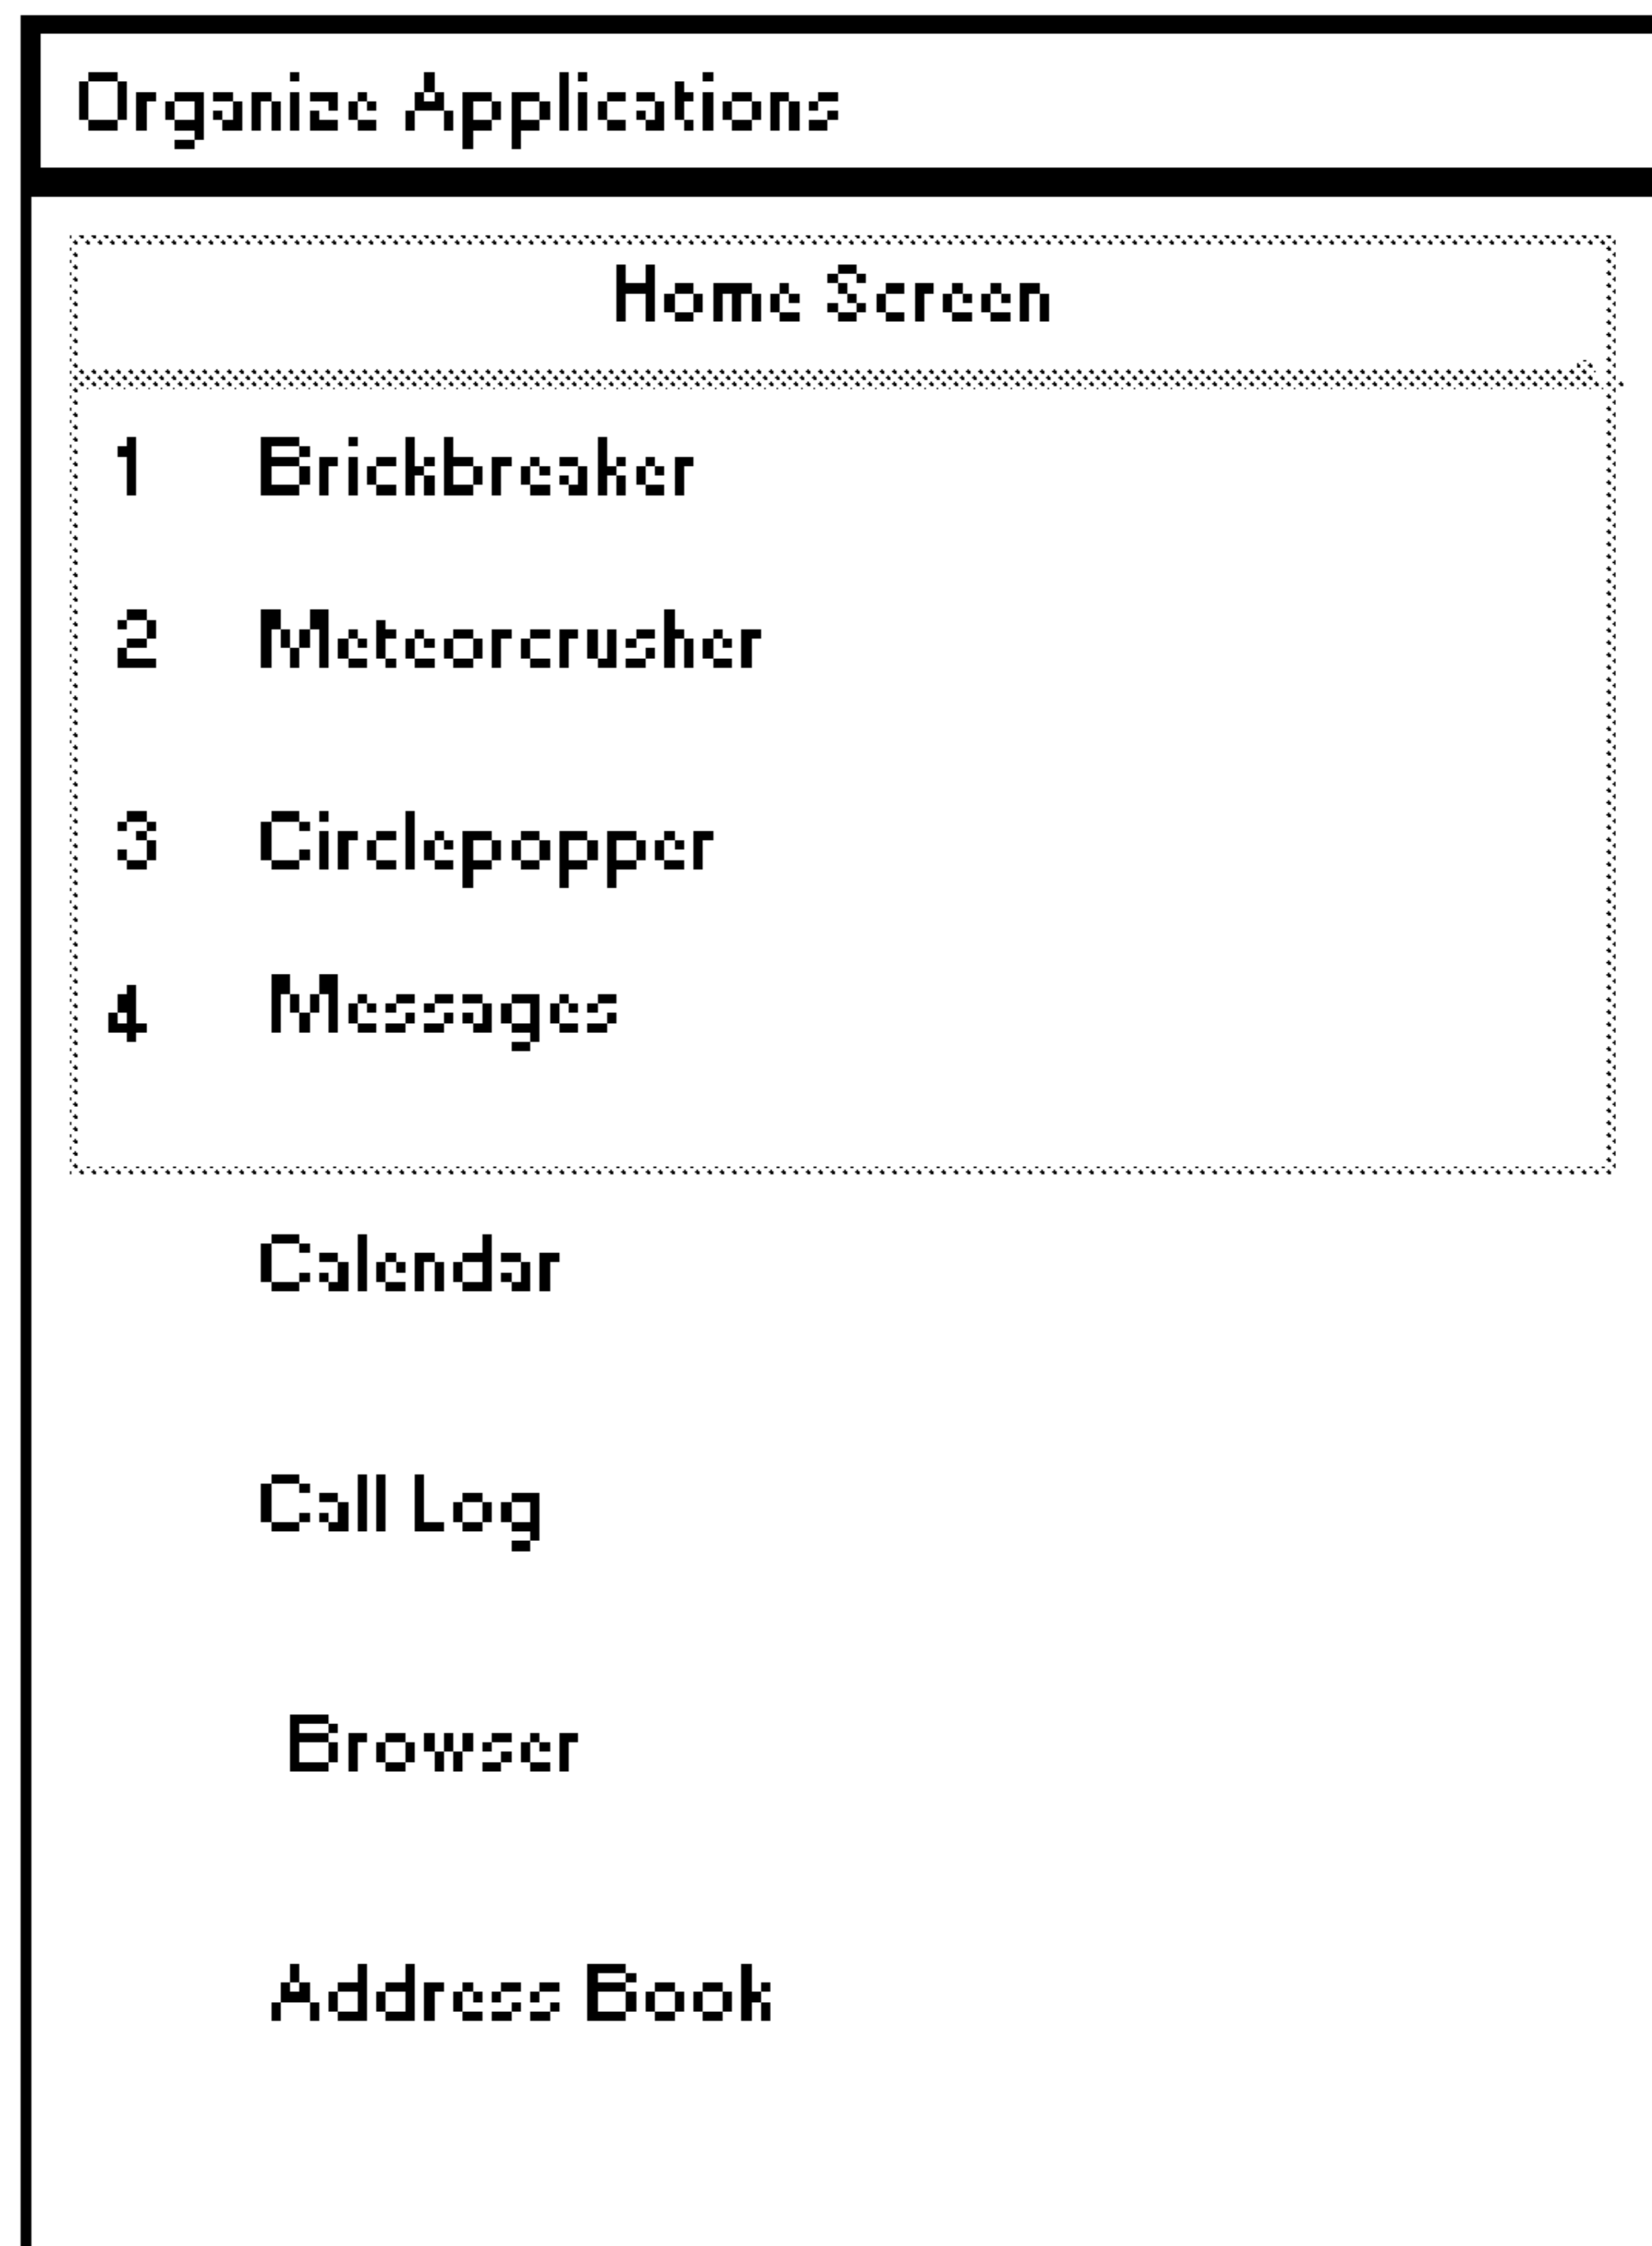 Organize Applications
Home Screen
1 Brickbreaker
2 Meteorcrusher
3 Circlepopper
4 Messages
Calendar
Call Log
Browser
Address Book